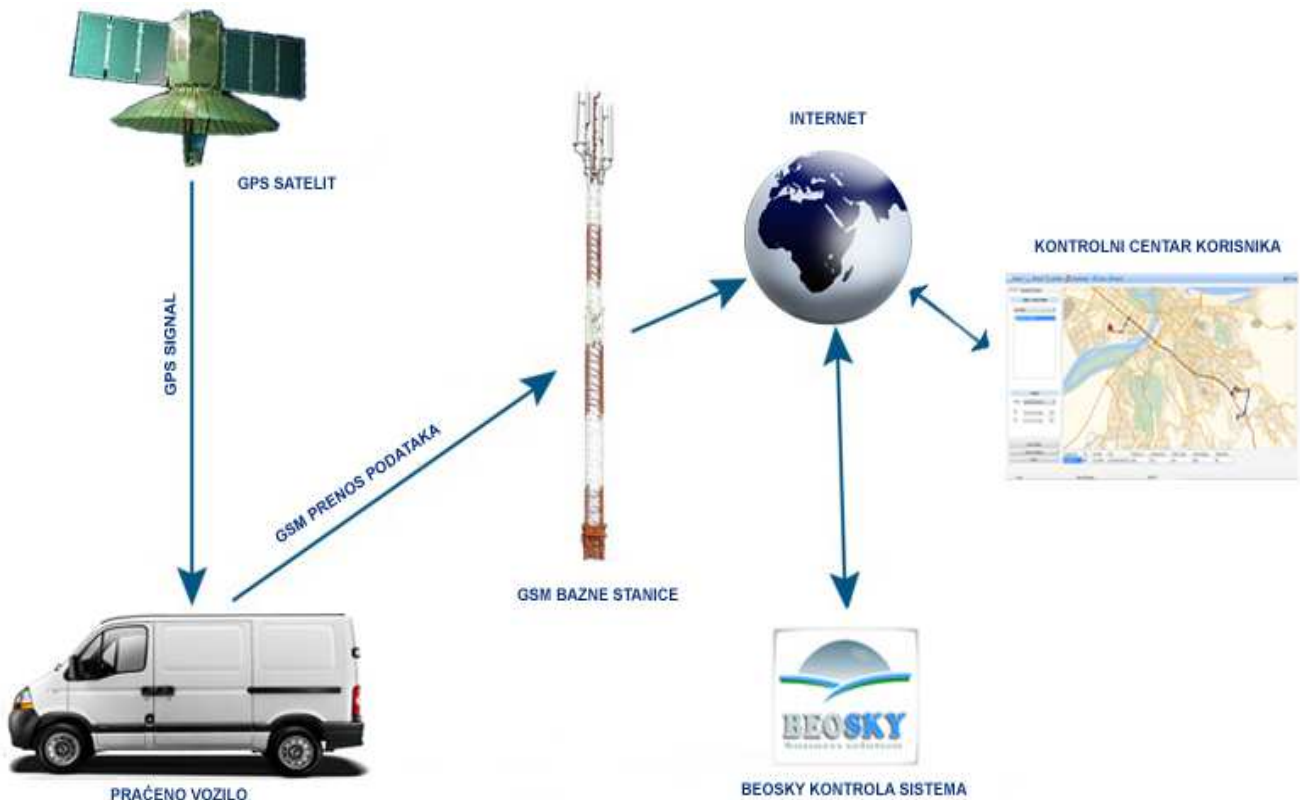 GPS SATELIT
INTERNET
KONTROLNI CENTAR KORISNIKA
GPS SIGNAL
GSM PRENOS PODATAKA
GSM BAZNE STANICE
BEOSKY
PRAĆENO VOZILO
BEOSKY KONTROLA SISTEMA